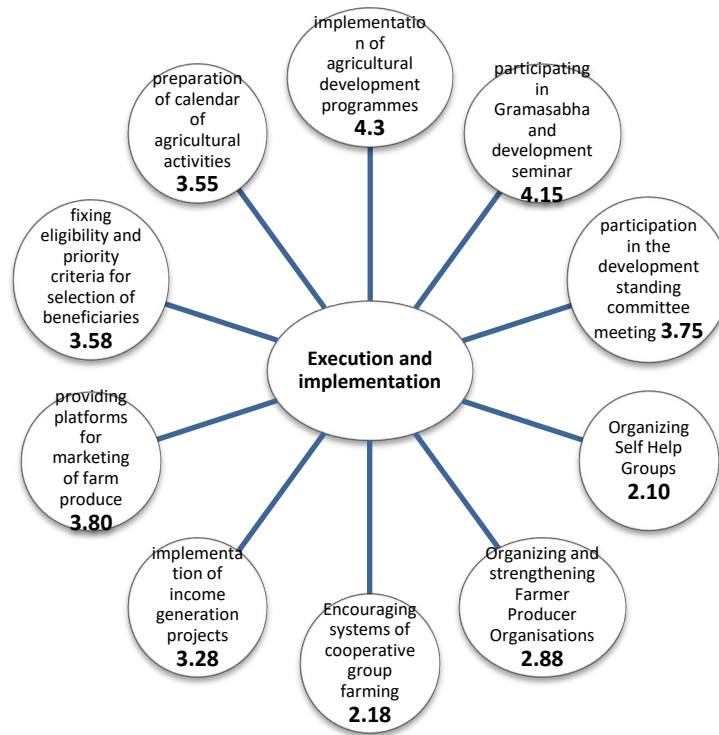 implementatio
n of
agricultural
development
programmes
4.3
participating
in
Gramasabha
and
development
seminar
4.15
participation
in the
development
standing
committee
meeting 3.75
Organizing
Self Help
Groups
2.10
Organizing and
strengthening
Farmer
Producer
Organisations
2.88
Encouraging
systems of
cooperative
group
farming
2.18
implementa
tion of
income
generation
projects
3.28
providing
platforms
for
marketing
of farm
produce
3.80
fixing
eligibility and
priority
criteria for
selection of
beneficiaries
3.58
preparation
of calendar
of
agricultural
activities
3.55
Execution and
implementation